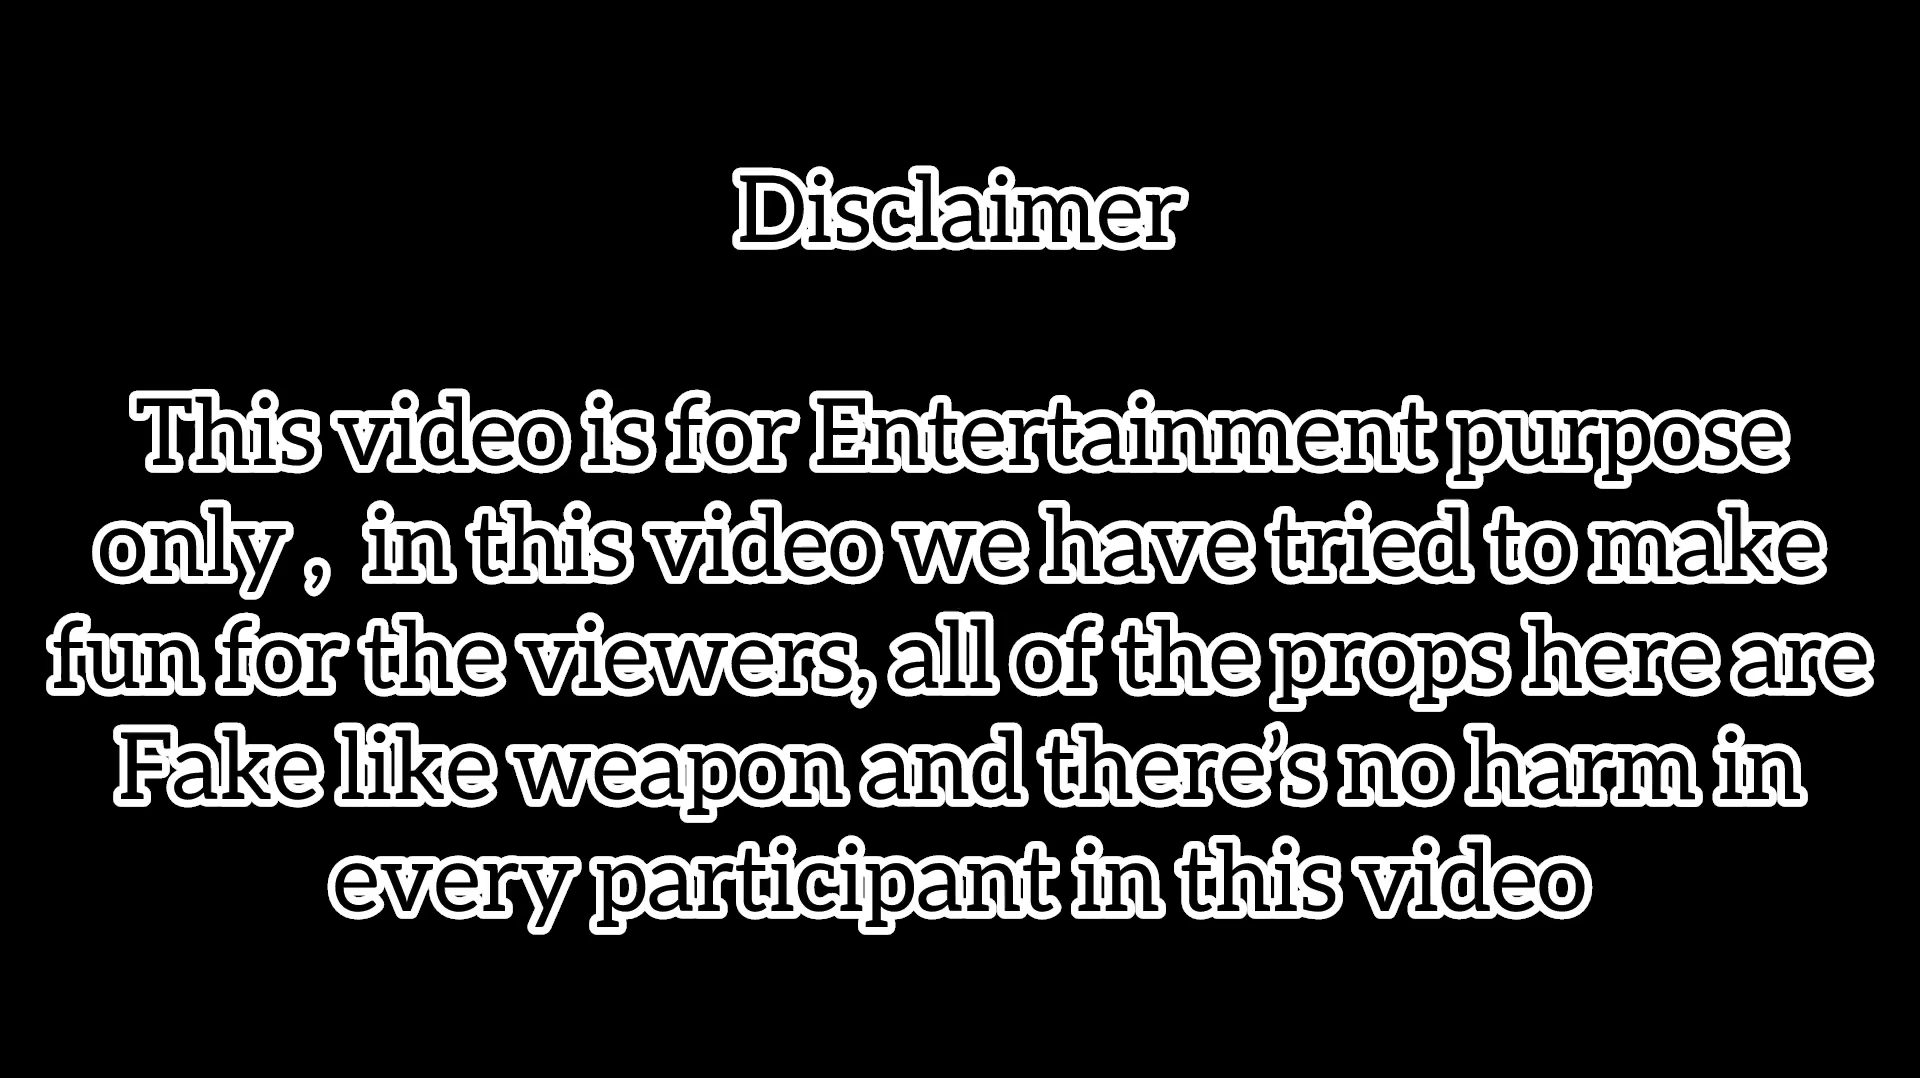 Disclaimer
This video is for Entertainment purpose
only ,  in this video we have tried to make
fun for the viewers, all of the props here are
Fake like weapon and there’s no harm in
every participant in this video